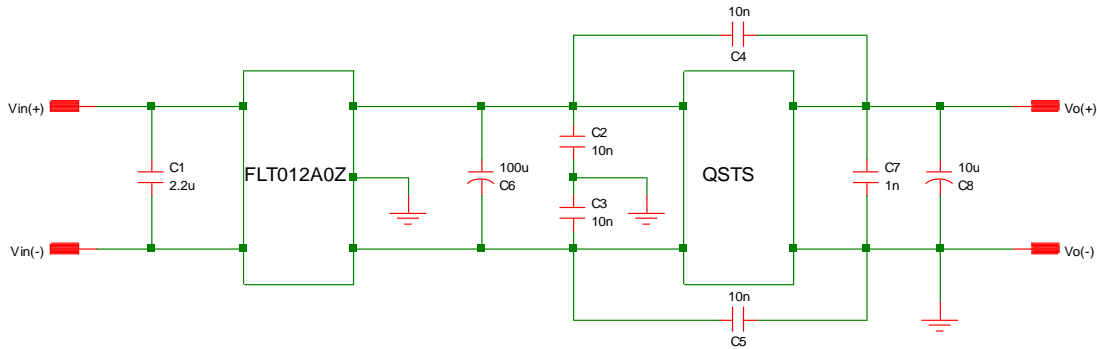 10n
C4
Vin(+)
Vo(+)
C1
2.2u
FLT012A0Z
100u
C6
C2
10n
C3
10n
QSTS
C7
1n
10u
C8
Vin(-)
Vo(-)
10n
C5